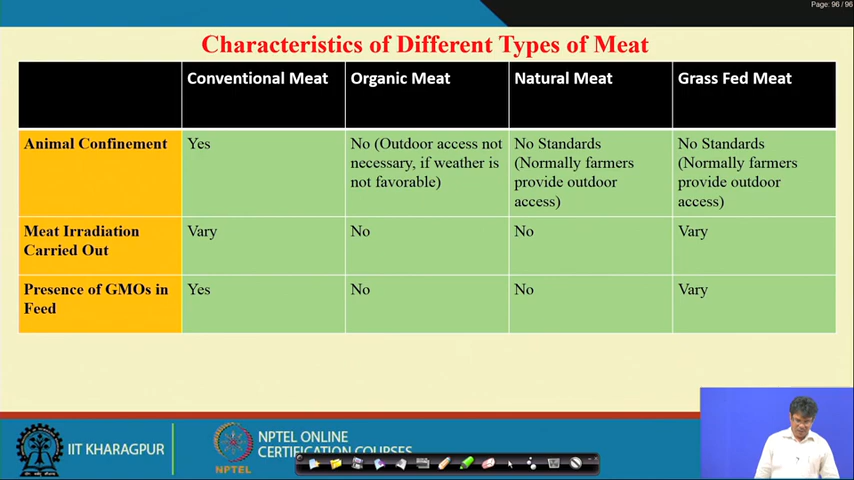 Page: 96 / 96
Characteristics of Different Types of Meat
Conventional Meat
Organic Meat
Natural Meat
Grass Fed Meat
Animal Confinement
Yes
No (Outdoor access not
necessary, if weather is
not favorable)
No Standards
(Normally farmers
provide outdoor
access)
No Standards
(Normally farmers
provide outdoor
access)
Meat Irradiation
Carried Out
Vary
No
No
Vary
Presence of GMOs in
Feed
Yes
No
No
Vary
IIT KHARAGPUR
NPTEL
NPTEL ONLINE
CERTIFICATION COURSES